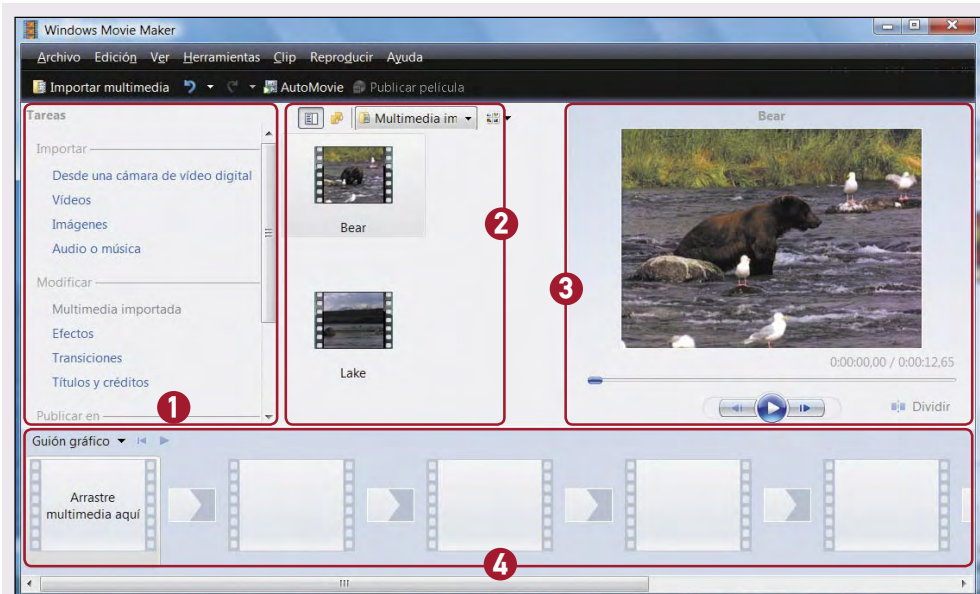 Windows Movie Maker
Archivo Edición Ver Herramientas Clip Reproducir Ayuda
Importar multimedia AutoMovie Publicar película
Tareas
Importar
Desde una cámara de vídeo digital
Vídeos
Imágenes
Audio o música
Modificar
Multimedia importada
Efectos
Transiciones
Títulos y créditos
Publicar en
1
Multimedia im
Bear
Lake
2
Bear
3
0:00:00,00 / 0:00:12,65
Dividir
Guión gráfico
Arrastre
multimedia aquí
4